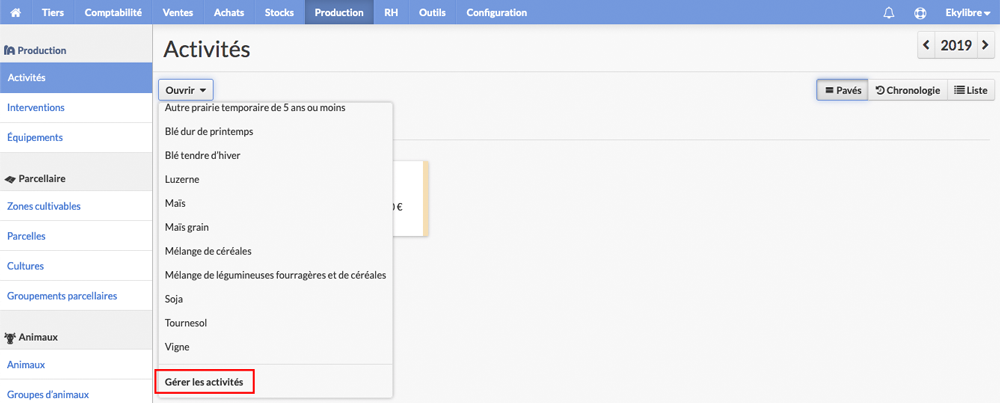 Tiers Comptabilité Ventes Achats Stocks Production RH Outils Configuration Ekylibre
Production
Activités
Interventions
Équipements
Parcellaire
Zones cultivables
Parcelles
Cultures
Groupements parcellaires
Animaux
Animaux
Groupes d'animaux
Activités
2019
Ouvrir
Pavés Chronologie Liste
Autre prairie temporaire de 5 ans ou moins
Blé dur de printemps
Blé tendre d'hiver
Luzerne
Maïs
Maïs grain
Mélange de céréales
Mélange de légumineuses fourragères et de céréales
Soja
Tournesol
Vigne
Gérer les activités
€